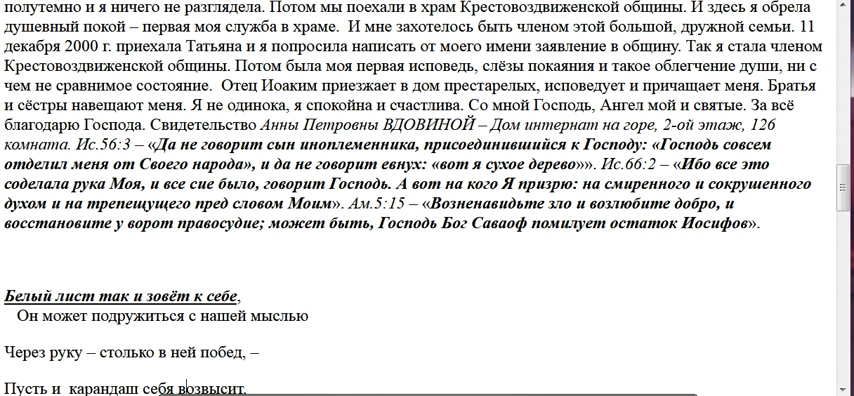 полутемно и я ничего не разглядела. Потом мы поехали в храм Крестовоздвиженской общины. И здесь я обрела
душевный покой – первая моя служба в храме.  И мне захотелось быть членом этой большой, дружной семьи. 11
декабря 2000 г. приехала Татьяна и я попросила написать от моего имени заявление в общину. Так я стала членом
Крестовоздвиженской общины. Потом была моя первая исповедь, слёзы покаяния и такое облегчение души, ни с
чем не сравнимое состояние.  Отец Иоаким приезжает в дом престарелых, исповедует и причащает меня. Братья
и сёстры навещают меня. Я не одинока, я спокойна и счастлива. Со мной Господь, Ангел мой и святые. За всё
благодарю Господа. Свидетельство Анны Петровны ВДОВИНОЙ – Дом интернат на горе, 2-ой этаж, 126
комната. Ис.56:3 – «Да не говорит сын иноплеменника, присоединившийся к Господу: «Господь совсем
отделил меня от Своего народа», и да не говорит евнух: «вот я сухое дерево»». Ис.66:2 – «Ибо все это
соделала рука Моя, и все сие было, говорит Господь. А вот на кого Я призрю: на смиренного и сокрушенного
духом и на трепещущего пред словом Моим». Ам.5:15 – «Возненавидьте зло и возлюбите добро, и
восстановите у ворот правосудие; может быть, Господь Бог Саваоф помилует остаток Иосифов».
Белый лист так и зовёт к себе,
Он может подружиться с нашей мыслью
Через руку – столько в ней побед, –
Пусть и  карандаш себя возвысит.